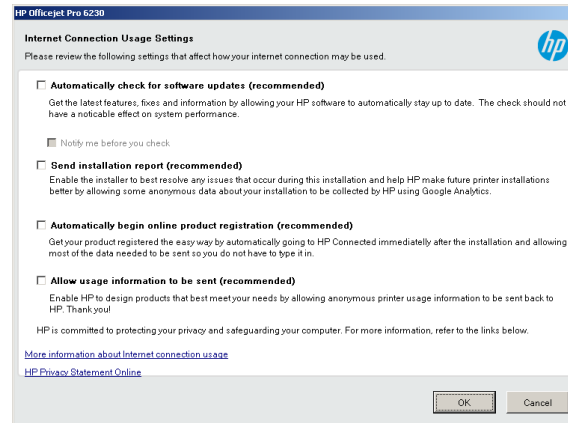 HP Officejet Pro 6230
Internet Connection Usage Settings
Please review the following settings that affect how your internet connection may be used.
hp
Automatically check for software updates (recommended)
Get the latest features, fixes and information by allowing your HP software to automatically stay up to date. The check should not
have a noticable effect on system performance.
Notify me before you check
Send installation report (recommended)
Enable the installer to best resolve any issues that occur during this installation and help HP make future printer installations
better by allowing some anonymous data about your installation to be collected by HP using Google Analytics.
Automatically begin online product registration (recommended)
Get your product registered the easy way by automatically going to HP Connected immediatelly after the installation and allowing
most of the data needed to be sent so you do not have to type it in.
Allow usage information to be sent (recommended)
Enable HP to design products that best meet your needs by allowing anonymous printer usage information to be sent back to
HP. Thank you!
HP is committed to protecting your privacy and safeguarding your computer. For more information, refer to the links below.
More information about Internet connection usage
HP Privacy Statement Online
OK Cancel